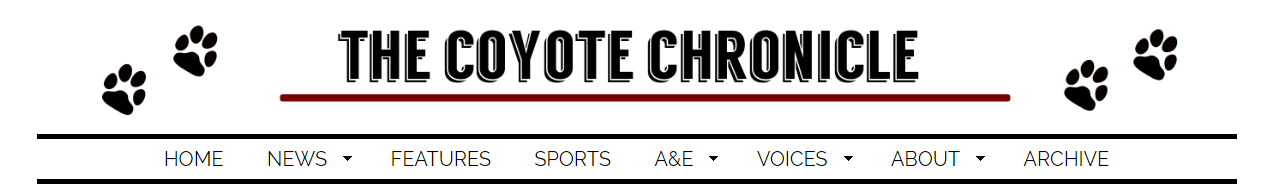 THE COYOTE CHRONICLE
HOME NEWS FEATURES SPORTS A&E VOICES ABOUT ARCHIVE